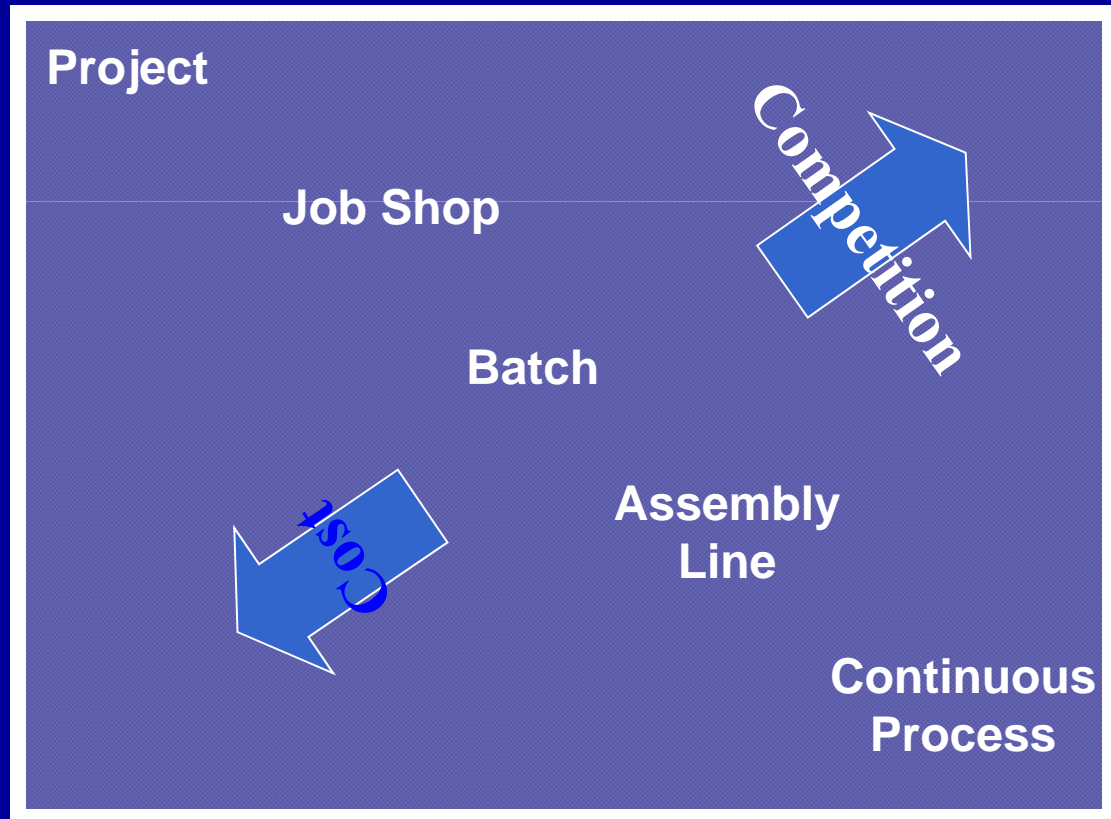 Project
Competition
Job Shop
Batch
Assembly
Line
Cost
Continuous
Process